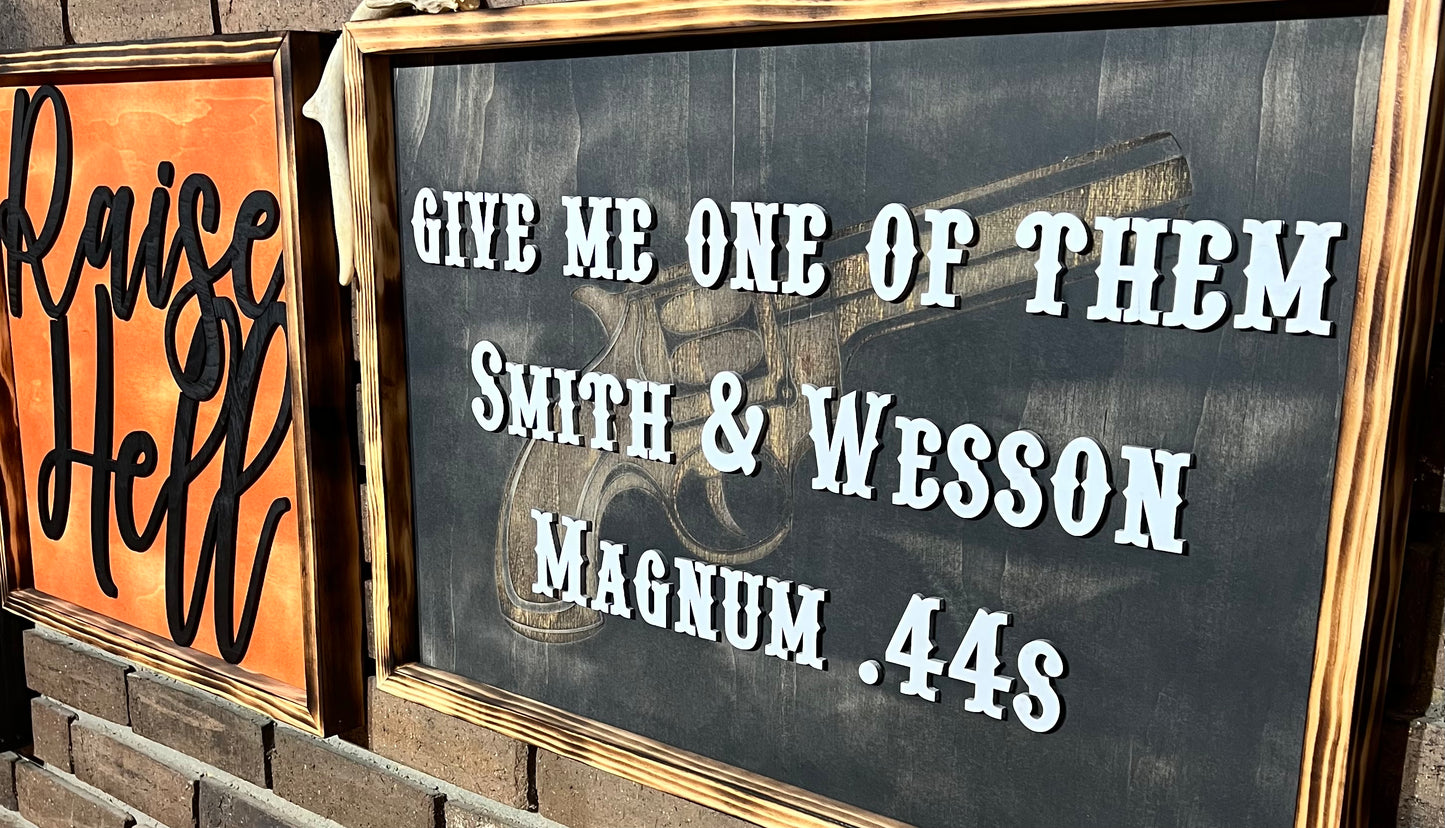 Raise
Hell
GIVE ME ONE OF THEM
SMITH & WESSON
MAGNUM .44S